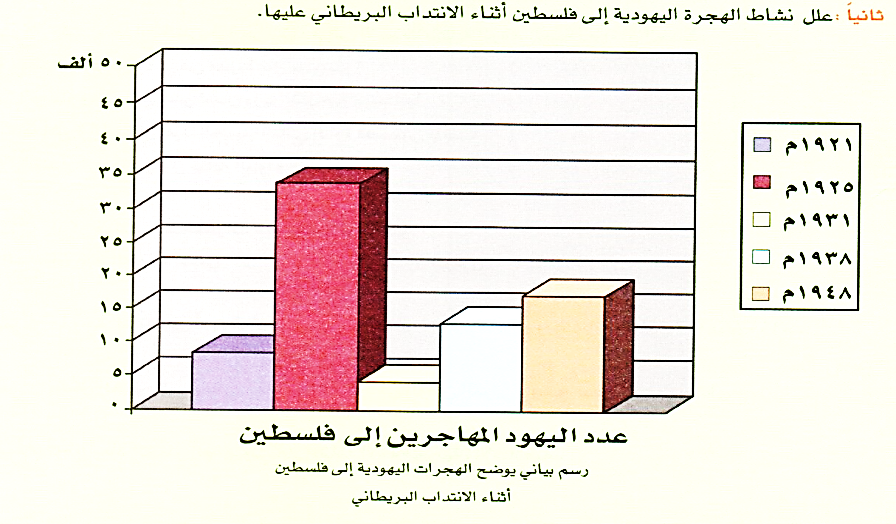 ثانياً : علل نشاط الهجرة اليهودية إلى فلسطين أثناء الانتداب البريطاني عليها.
٥٠ ألف
٤٥
٤٠
٣٥
٣٠
٢٥
٢٠
١٥
١٠
٥
٠
١٩٢١م
١٩٢٥م
١٩٣١م
١٩٣٨م
١٩٤٨م
عدد اليهود المهاجرين إلى فلسطين
رسم بياني يوضح الهجرات اليهودية إلى فلسطين
أثناء الانتداب البريطاني